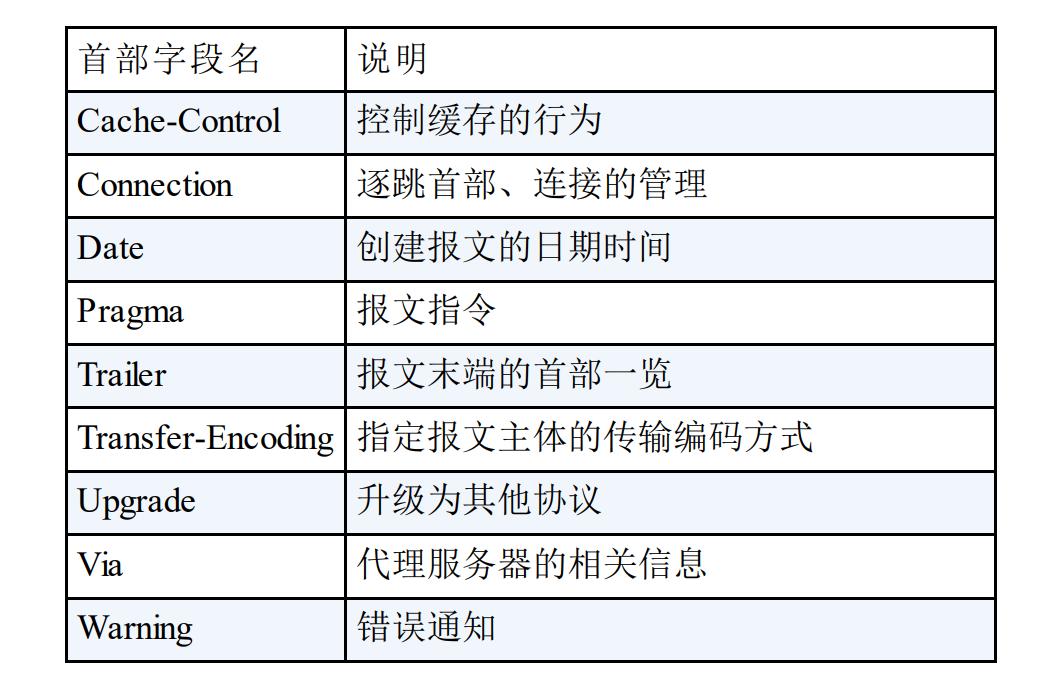 首部字段名 说明
Cache-Control 控制缓存的行为
Connection 逐跳首部、连接的管理
Date 创建报文的日期时间
Pragma 报文指令
Trailer 报文末端的首部一览
Transfer-Encoding 指定报文主体的传输编码方式
Upgrade 升级为其他协议
Via 代理服务器的相关信息
Warning 错误通知